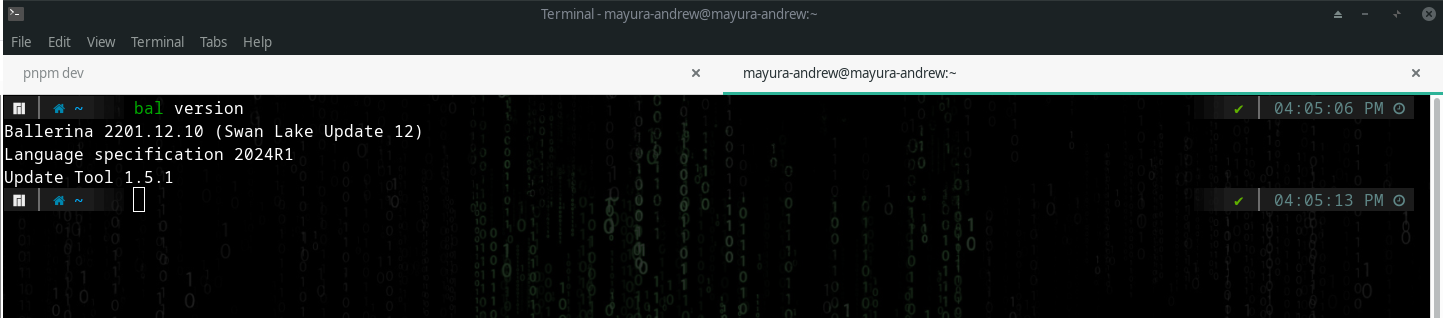 Terminal - mayura-andrew@mayura-andrew:~
File Edit View Terminal Tabs Help
pnpm dev
mayura-andrew@mayura-andrew:~
~ bal version ✔ 04:05:06 PM
Ballerina 2201.12.10 (Swan Lake Update 12)
Language specification 2024R1
Update Tool 1.5.1
~ ✔ 04:05:13 PM